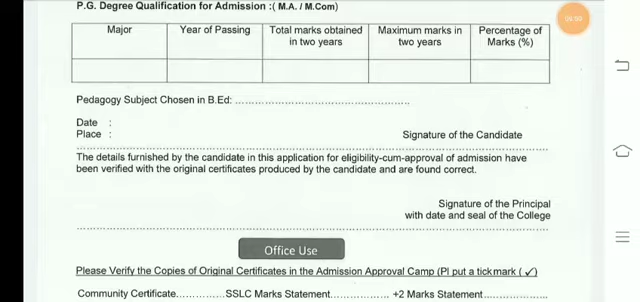 P.G. Degree Qualification for Admission :( M.A. / M.Com)
Major Year of Passing Total marks obtained in two years Maximum marks in two years Percentage of Marks (%)
Pedagogy Subject Chosen in B.Ed: ......................................................
Date :
Place :
Signature of the Candidate
The details furnished by the candidate in this application for eligibility-cum-approval of admission have
been verified with the original certificates produced by the candidate and are found correct.
Signature of the Principal
with date and seal of the College
Office Use
Please Verify the Copies of Original Certificates in the Admission Approval Camp (Pl put a tickmark ( ✓)
Community Certificate..............SSLC Marks Statement................. +2 Marks Statement..................